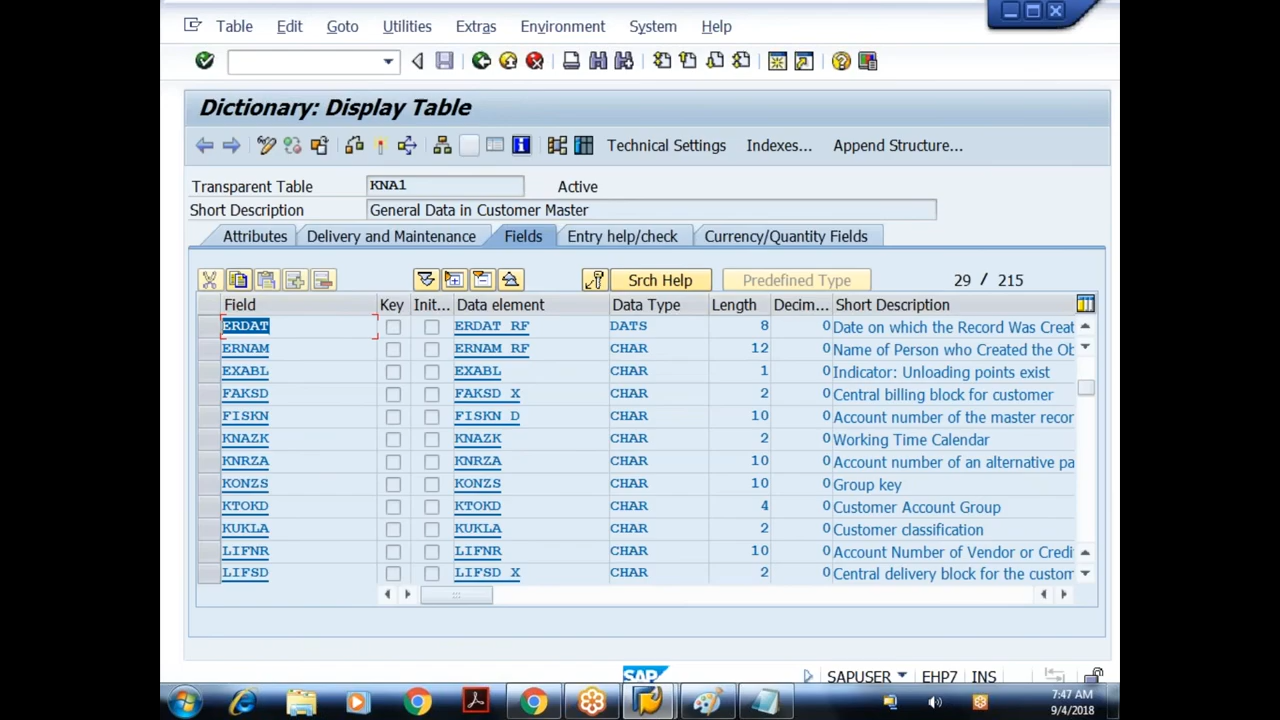 Table Edit Goto Utilities Extras Environment System Help
Dictionary: Display Table
Technical Settings Indexes... Append Structure...
Transparent Table KNA1 Active
Short Description General Data in Customer Master
Attributes Delivery and Maintenance Fields Entry help/check Currency/Quantity Fields
Srch Help Predefined Type 29 / 215
Field Key Init... Data element Data Type Length Decim... Short Description
ERDAT ERDAT_RF DATS 8 0 Date on which the Record Was Creat
ERNAM ERNAM_RF CHAR 12 0 Name of Person who Created the Ob
EXABL EXABL CHAR 1 0 Indicator: Unloading points exist
FAKSD FAKSD_X CHAR 2 0 Central billing block for customer
FISKN FISKN_D CHAR 10 0 Account number of the master recor
KNAZK KNAZK CHAR 2 0 Working Time Calendar
KNRZA KNRZA CHAR 10 0 Account number of an alternative pa
KONZS KONZS CHAR 10 0 Group key
KTOKD KTOKD CHAR 4 0 Customer Account Group
KUKLA KUKLA CHAR 2 0 Customer classification
LIFNR LIFNR CHAR 10 0 Account Number of Vendor or Credi
LIFSD LIFSD_X CHAR 2 0 Central delivery block for the custom
SAP SAPUSER EHP7 INS
7:47 AM
9/4/2018